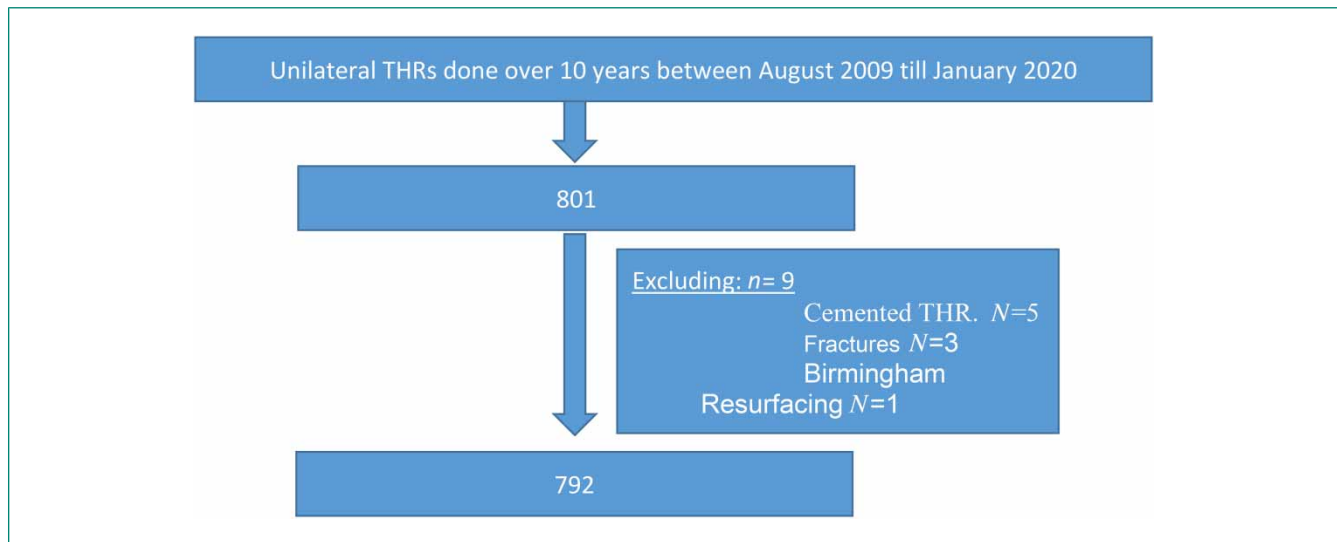 Unilateral THRs done over 10 years between August 2009 till January 2020
801
Excluding: n= 9
Cemented THR. N=5
Fractures N=3
Birmingham
Resurfacing N=1
792